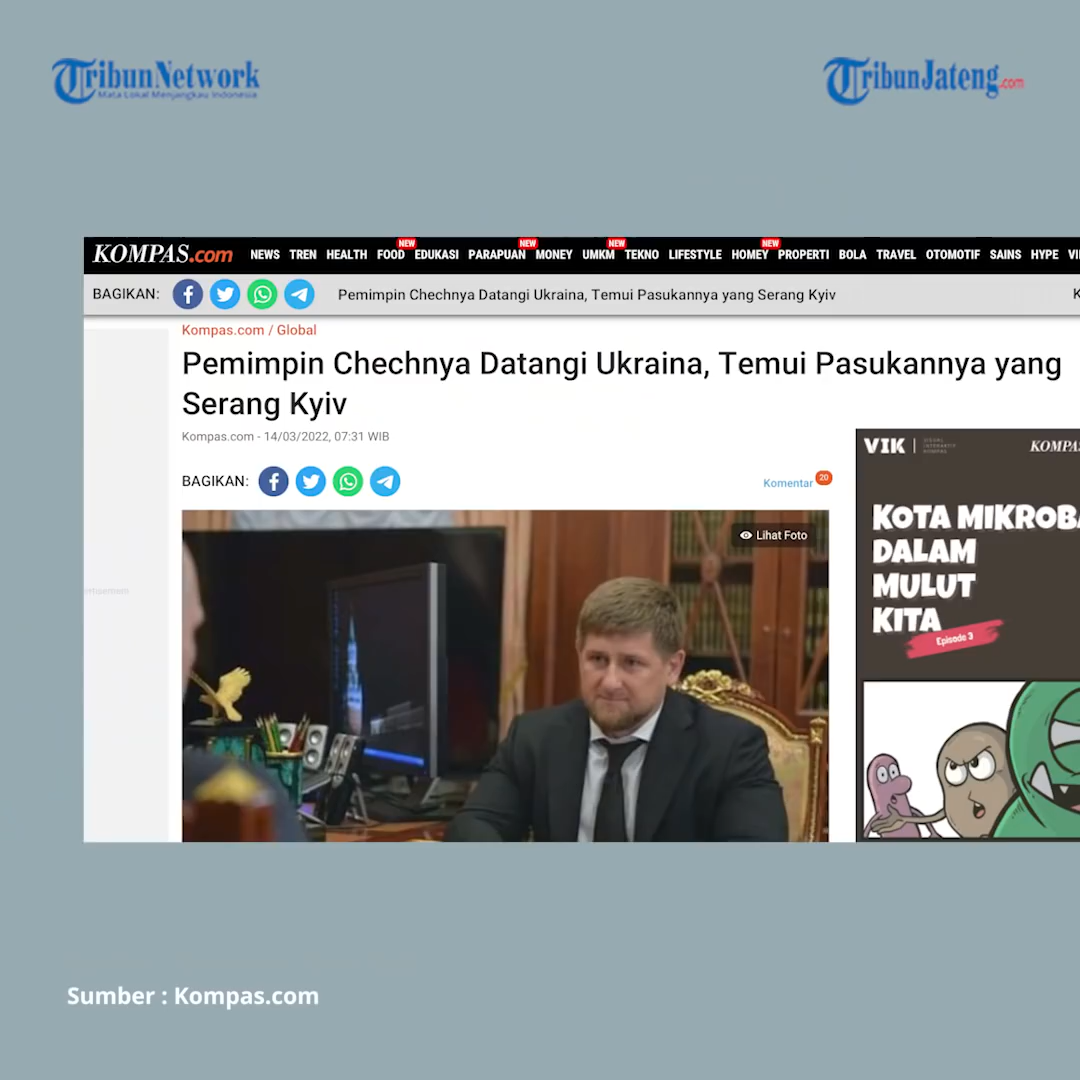 TribunNetwork
Mata Lokal Menjangkau Indonesia
TribunJateng.com
KOMPAS.com NEWS TREN HEALTH FOOD NEW EDUKASI PARAPUAN NEW MONEY UMKM NEW TEKNO LIFESTYLE HOMEY NEW PROPERTI BOLA TRAVEL OTOMOTIF SAINS HYPE VI
BAGIKAN: Pemimpin Chechnya Datangi Ukraina, Temui Pasukannya yang Serang Kyiv K
Kompas.com / Global
Pemimpin Chechnya Datangi Ukraina, Temui Pasukannya yang
Serang Kyiv
Kompas.com - 14/03/2022, 07:31 WIB
BAGIKAN:
Komentar 20
Lihat Foto
VIK
KOMPAS
KOTA MIKROBA
DALAM
MULUT
KITA
Episode 3
Sumber : Kompas.com